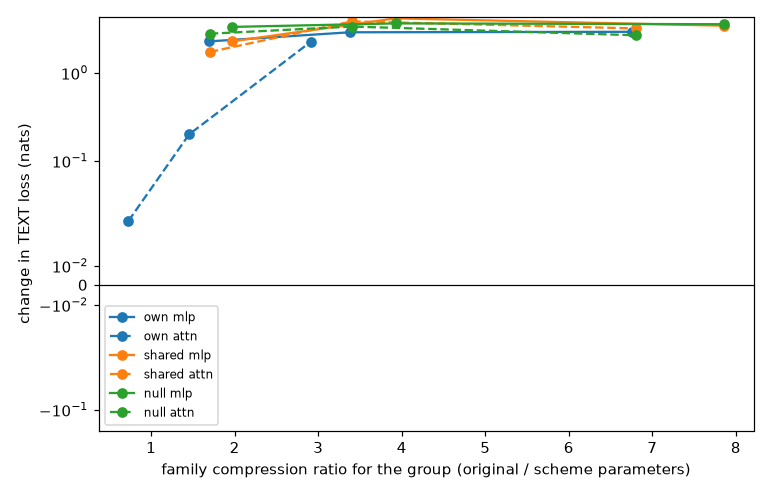 change in TEXT loss (nats)
10⁰
10⁻¹
10⁻²
0
−10⁻²
−10⁻¹
own mlp
own attn
shared mlp
shared attn
null mlp
null attn
1 2 3 4 5 6 7 8
family compression ratio for the group (original / scheme parameters)